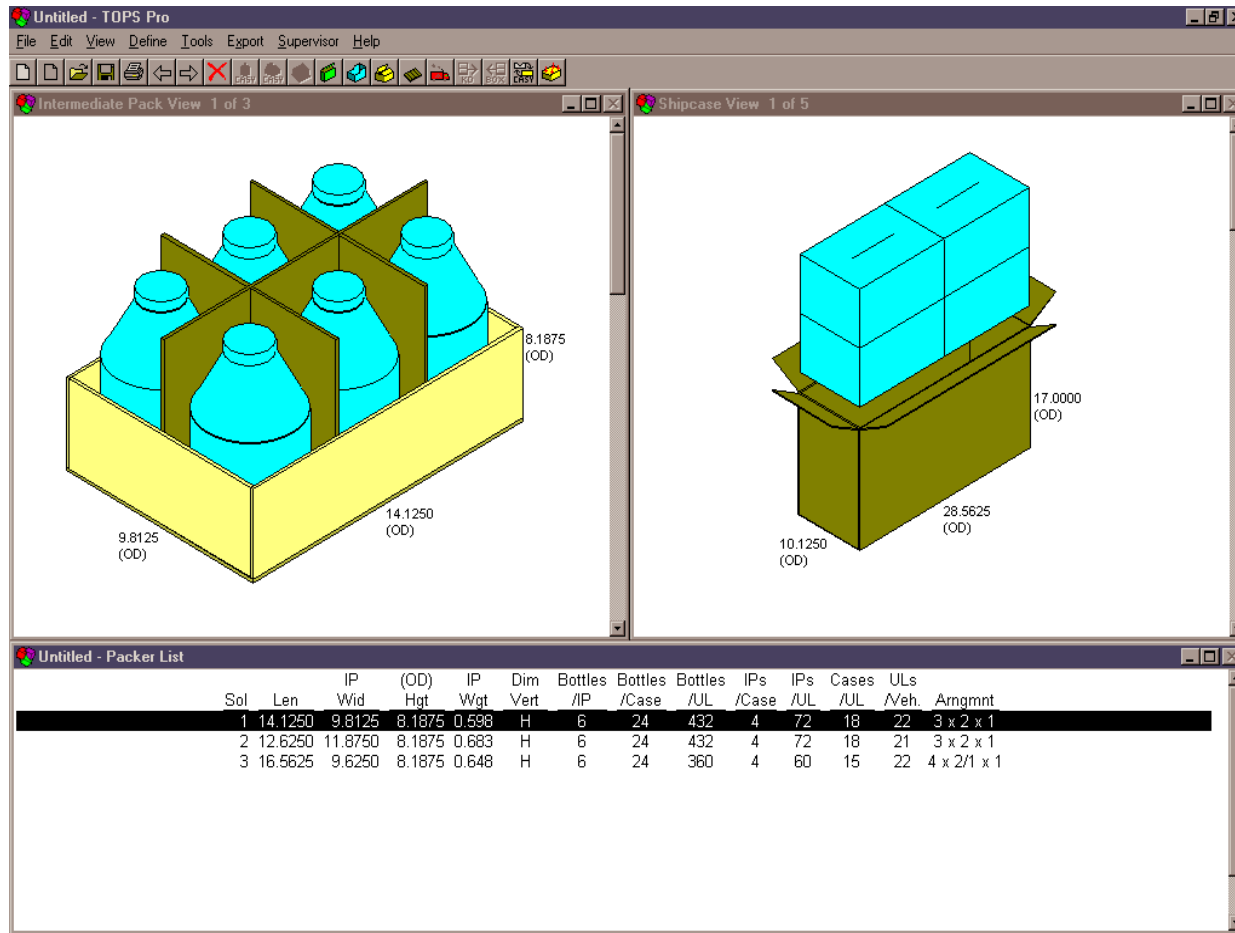 Untitled - TOPS Pro
File Edit View Define Tools Export Supervisor Help
EASY EASY KD BOX EASY
Intermediate Pack View 1 of 3
8.1875
(OD)
14.1250
(OD)
9.8125
(OD)
Shipcase View 1 of 5
17.0000
(OD)
28.5625
(OD)
10.1250
(OD)
Untitled - Packer List
IP (OD) IP Dim Bottles Bottles Bottles IPs IPs Cases ULs
Sol Len Wid Hgt Wgt Vert /IP /Case /UL /Case /UL /UL /Veh. Arngmnt
1 14.1250 9.8125 8.1875 0.598 H 6 24 432 4 72 18 22 3 x 2 x 1
2 12.6250 11.8750 8.1875 0.683 H 6 24 432 4 72 18 21 3 x 2 x 1
3 16.5625 9.6250 8.1875 0.648 H 6 24 360 4 60 15 22 4 x 2/1 x 1